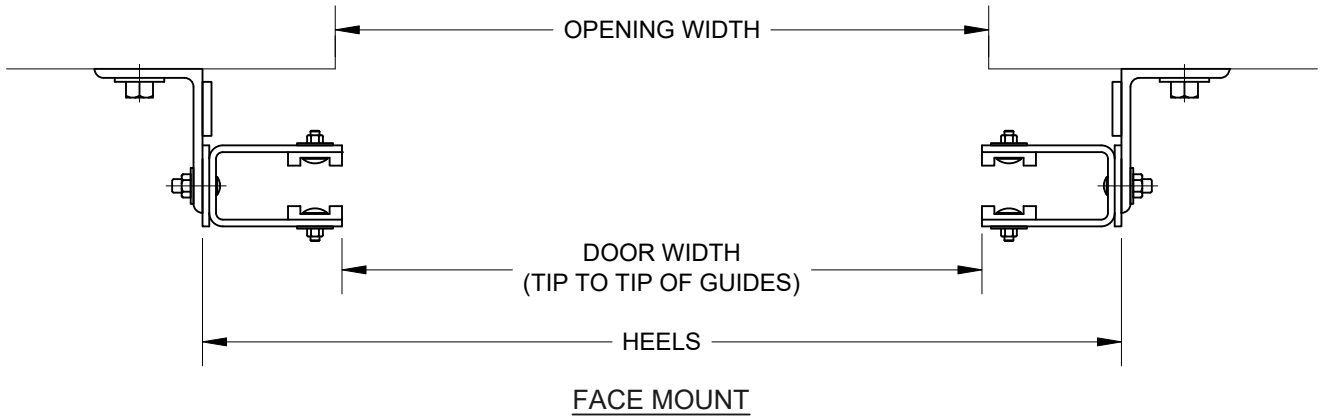 OPENING WIDTH
DOOR WIDTH
(TIP TO TIP OF GUIDES)
HEELS
FACE MOUNT